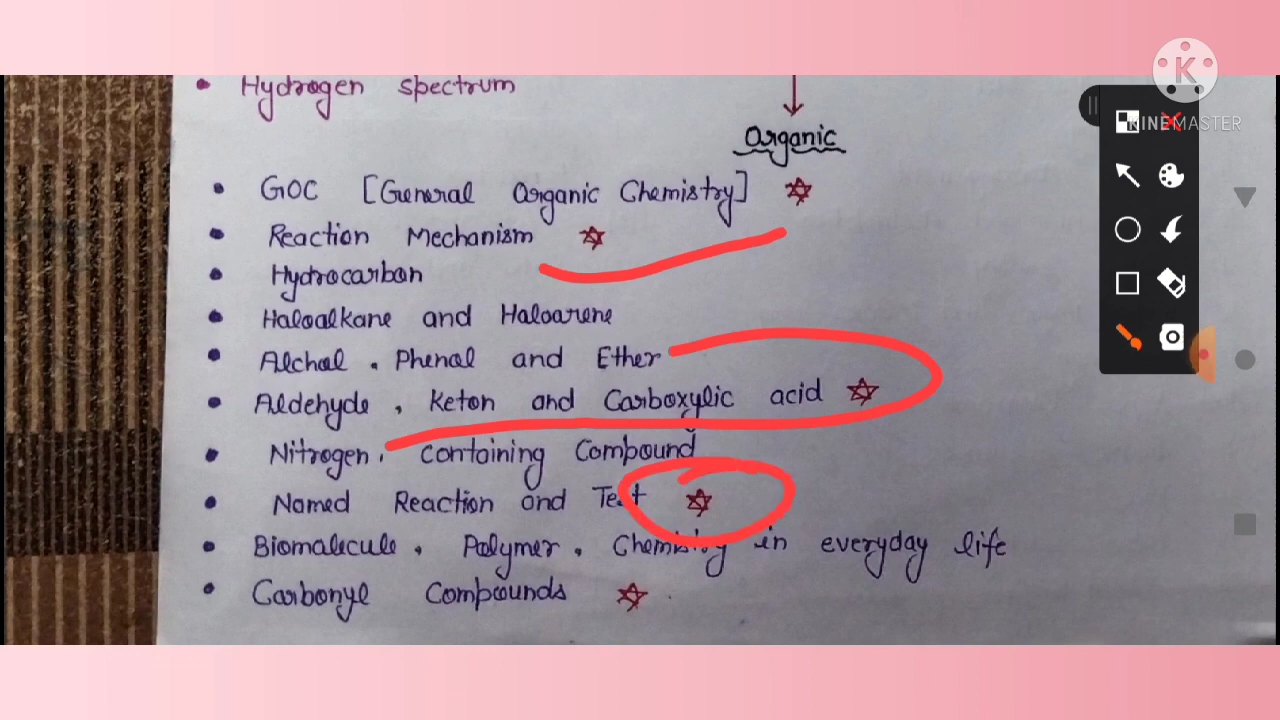 • Hydrogen spectrum
Organic
KINEMASTER
• GOC [General Organic Chemistry]
• Reaction Mechanism
• Hydrocarbon
• Haloalkane and Haloarene
• Alchol, Phenol and Ether
• Aldehyde, Keton and Carboxylic acid
• Nitrogen. containing Compound
• Named Reaction and Test
• Biomolecule, Polymer, Chemistry in everyday life
• Carbonyl Compounds